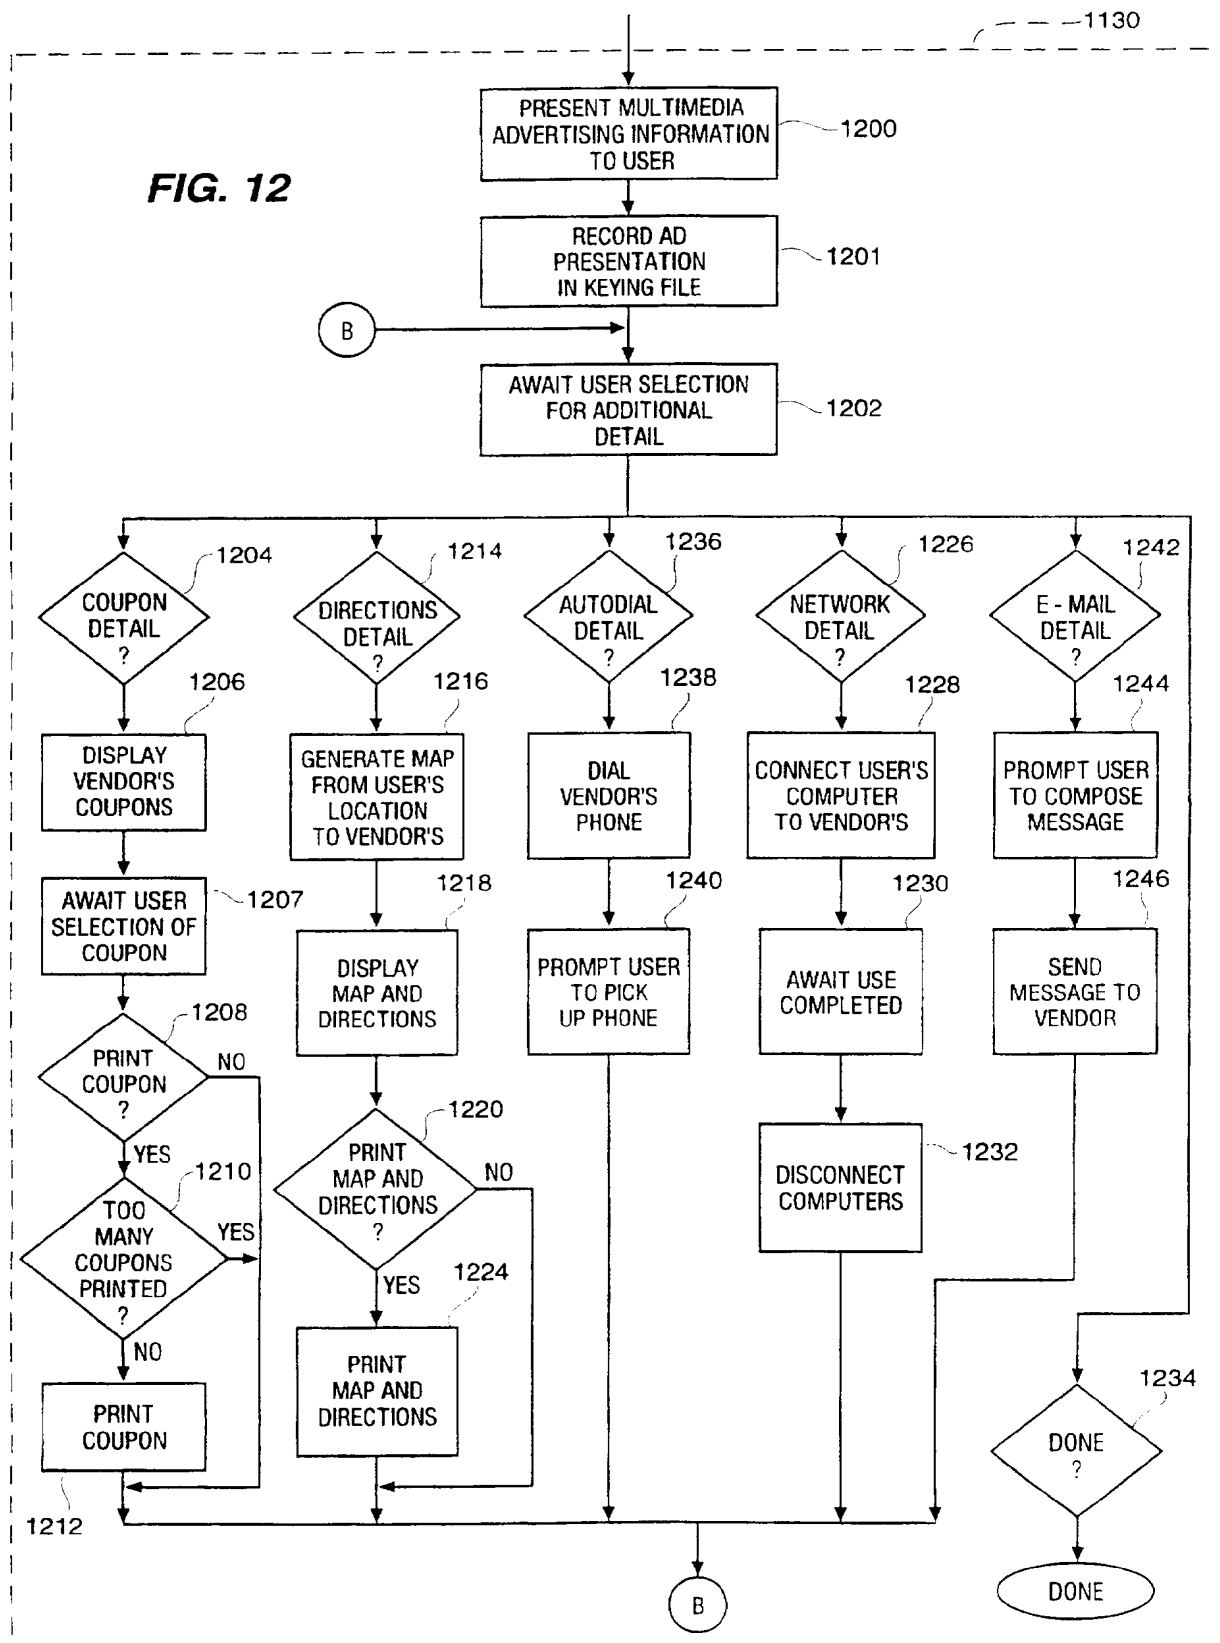 1130
PRESENT MULTIMEDIA
ADVERTISING INFORMATION
TO USER
1200
FIG. 12
RECORD AD
PRESENTATION
IN KEYING FILE
1201
B
AWAIT USER SELECTION
FOR ADDITIONAL
DETAIL
1202
1204
COUPON
DETAIL
?
1206
DISPLAY
VENDOR'S
COUPONS
AWAIT USER
SELECTION OF
COUPON
1207
1208
PRINT
COUPON
?
NO
YES
1210
TOO
MANY
COUPONS
PRINTED
?
YES
NO
PRINT
COUPON
1212
1214
DIRECTIONS
DETAIL
?
1216
GENERATE MAP
FROM USER'S
LOCATION
TO VENDOR'S
1218
DISPLAY
MAP AND
DIRECTIONS
1220
PRINT
MAP AND
DIRECTIONS
?
NO
YES
1224
PRINT
MAP AND
DIRECTIONS
1236
AUTODIAL
DETAIL
?
1238
DIAL
VENDOR'S
PHONE
1240
PROMPT USER
TO PICK
UP PHONE
1226
NETWORK
DETAIL
?
1228
CONNECT USER'S
COMPUTER
TO VENDOR'S
1230
AWAIT USE
COMPLETED
1232
DISCONNECT
COMPUTERS
1242
E - MAIL
DETAIL
?
1244
PROMPT USER
TO COMPOSE
MESSAGE
1246
SEND
MESSAGE TO
VENDOR
1234
DONE
?
DONE
B